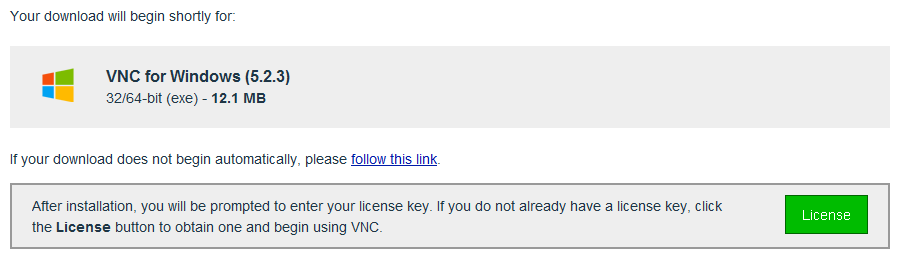 Your download will begin shortly for:
VNC for Windows (5.2.3)
32/64-bit (exe) - 12.1 MB
If your download does not begin automatically, please follow this link.
After installation, you will be prompted to enter your license key. If you do not already have a license key, click
the License button to obtain one and begin using VNC.
License